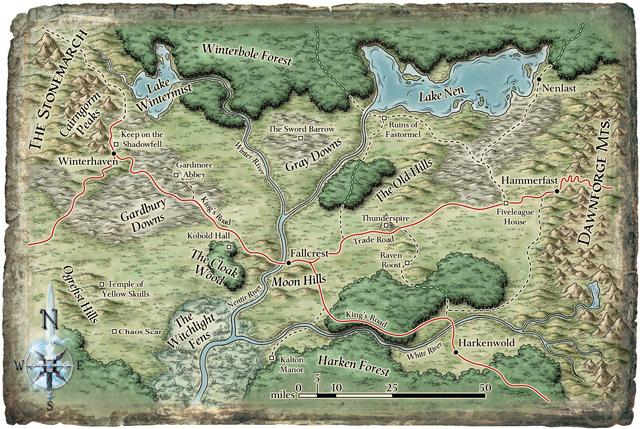 THE STONEMARCH
Cairngorm
Peaks
Lake
Wintermist
Winterbole Forest
Lake Nen
Nenlast
Keep on the
Shadowfell
Winterhaven
The Sword Barrow
Gray Downs
Ruins of
Fastormel
Winter River
Gardmore
Abbey
Gardbury
Downs
King's Road
The Old Hills
Hammerfast
Fiveleague
House
DAWNFORGE MTS.
Kobold Hall
The Cloak
Wood
Thunderspire
Trade Road
Fallcrest
Moon Hills
Raven
Roost
Ogrefist Hills
Temple of
Yellow Skulls
Chaos Scar
Nentir River
The
Witchlight
Fens
King's Road
White River
Harkenwold
Kalton
Manor
Harken Forest
N
W
E
S
miles
0 5 10 25 50